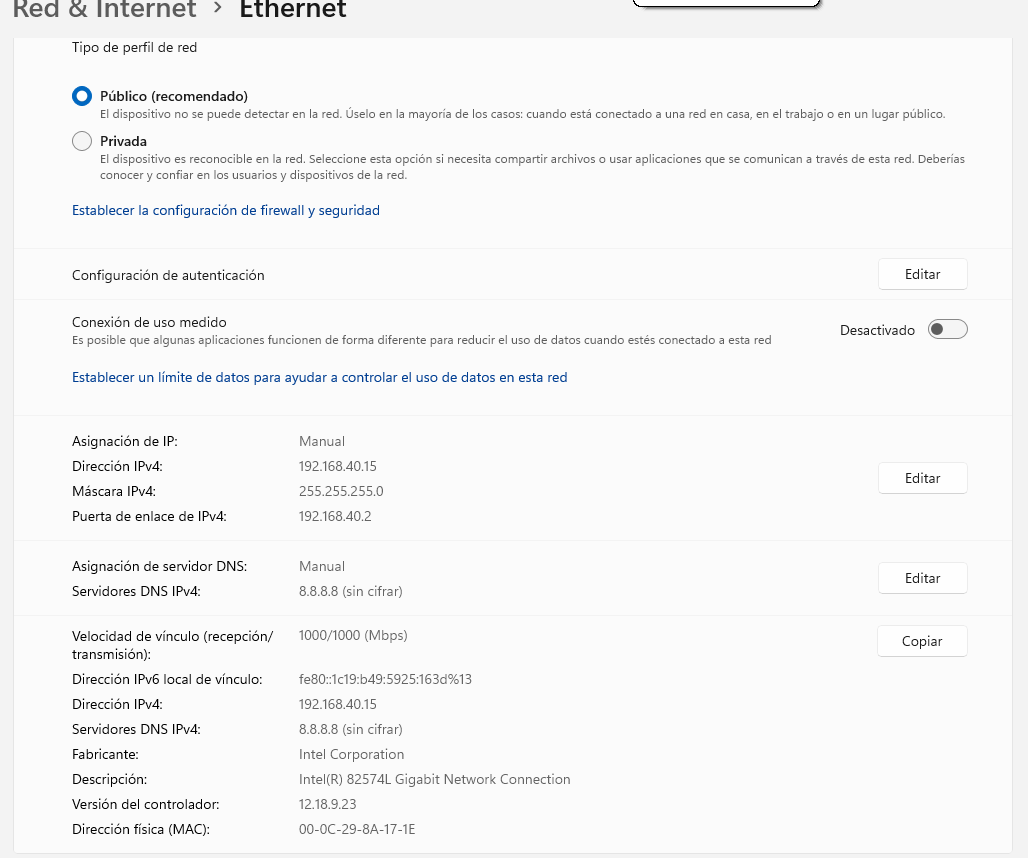 Red & Internet > Ethernet
Tipo de perfil de red
Público (recomendado)
El dispositivo no se puede detectar en la red. Úselo en la mayoría de los casos: cuando está conectado a una red en casa, en el trabajo o en un lugar público.
Privada
El dispositivo es reconocible en la red. Seleccione esta opción si necesita compartir archivos o usar aplicaciones que se comunican a través de esta red. Deberías
conocer y confiar en los usuarios y dispositivos de la red.
Establecer la configuración de firewall y seguridad
Configuración de autenticación
Editar
Conexión de uso medido
Es posible que algunas aplicaciones funcionen de forma diferente para reducir el uso de datos cuando estés conectado a esta red
Desactivado
Establecer un límite de datos para ayudar a controlar el uso de datos en esta red
Asignación de IP: Manual
Dirección IPv4: 192.168.40.15
Máscara IPv4: 255.255.255.0
Puerta de enlace de IPv4: 192.168.40.2
Editar
Asignación de servidor DNS: Manual
Servidores DNS IPv4: 8.8.8.8 (sin cifrar)
Editar
Velocidad de vínculo (recepción/ 1000/1000 (Mbps)
transmisión):
Copiar
Dirección IPv6 local de vínculo: fe80::1c19:b49:5925:163d%13
Dirección IPv4: 192.168.40.15
Servidores DNS IPv4: 8.8.8.8 (sin cifrar)
Fabricante: Intel Corporation
Descripción: Intel(R) 82574L Gigabit Network Connection
Versión del controlador: 12.18.9.23
Dirección física (MAC): 00-0C-29-8A-17-1E